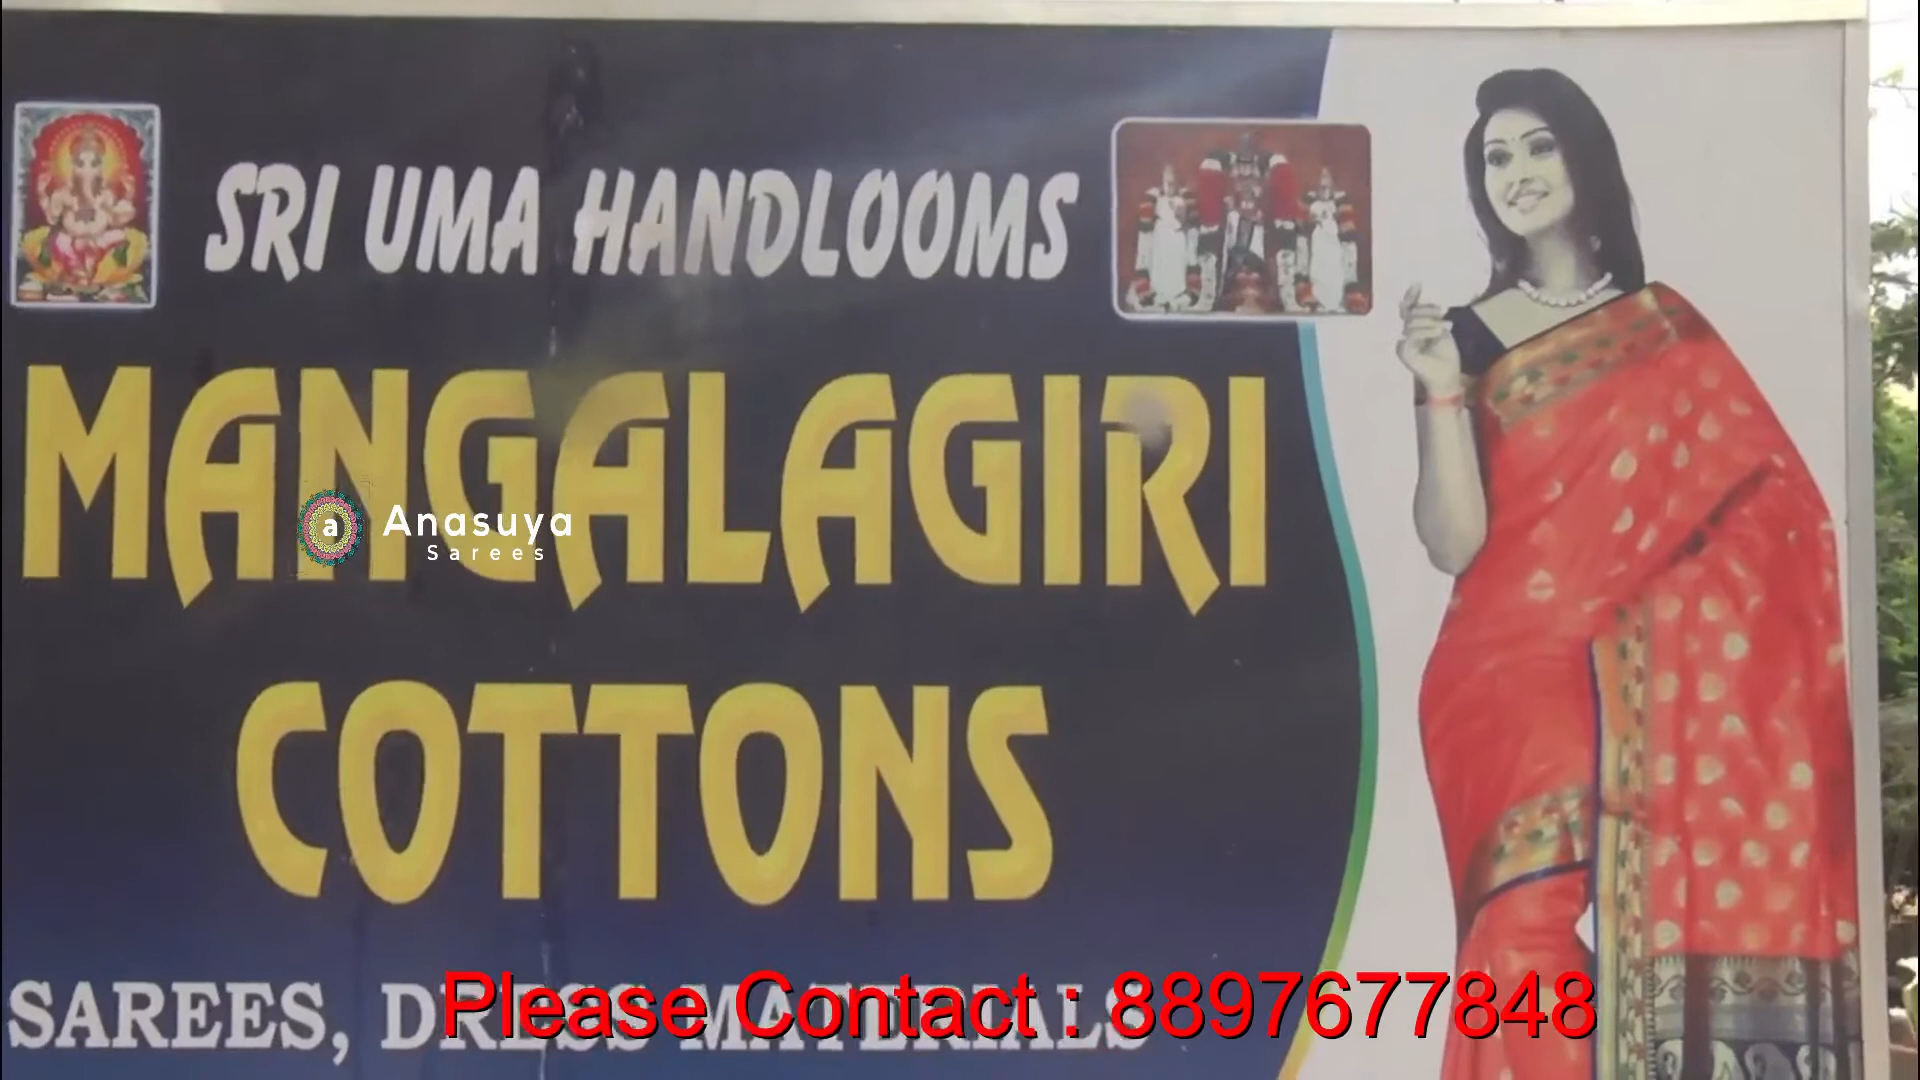 SRI UMA HANDLOOMS
MANGALAGIRI
a Anasuya
Sarees
COTTONS
SAREES, DRESS MATERIALS
Please Contact : 8897677848